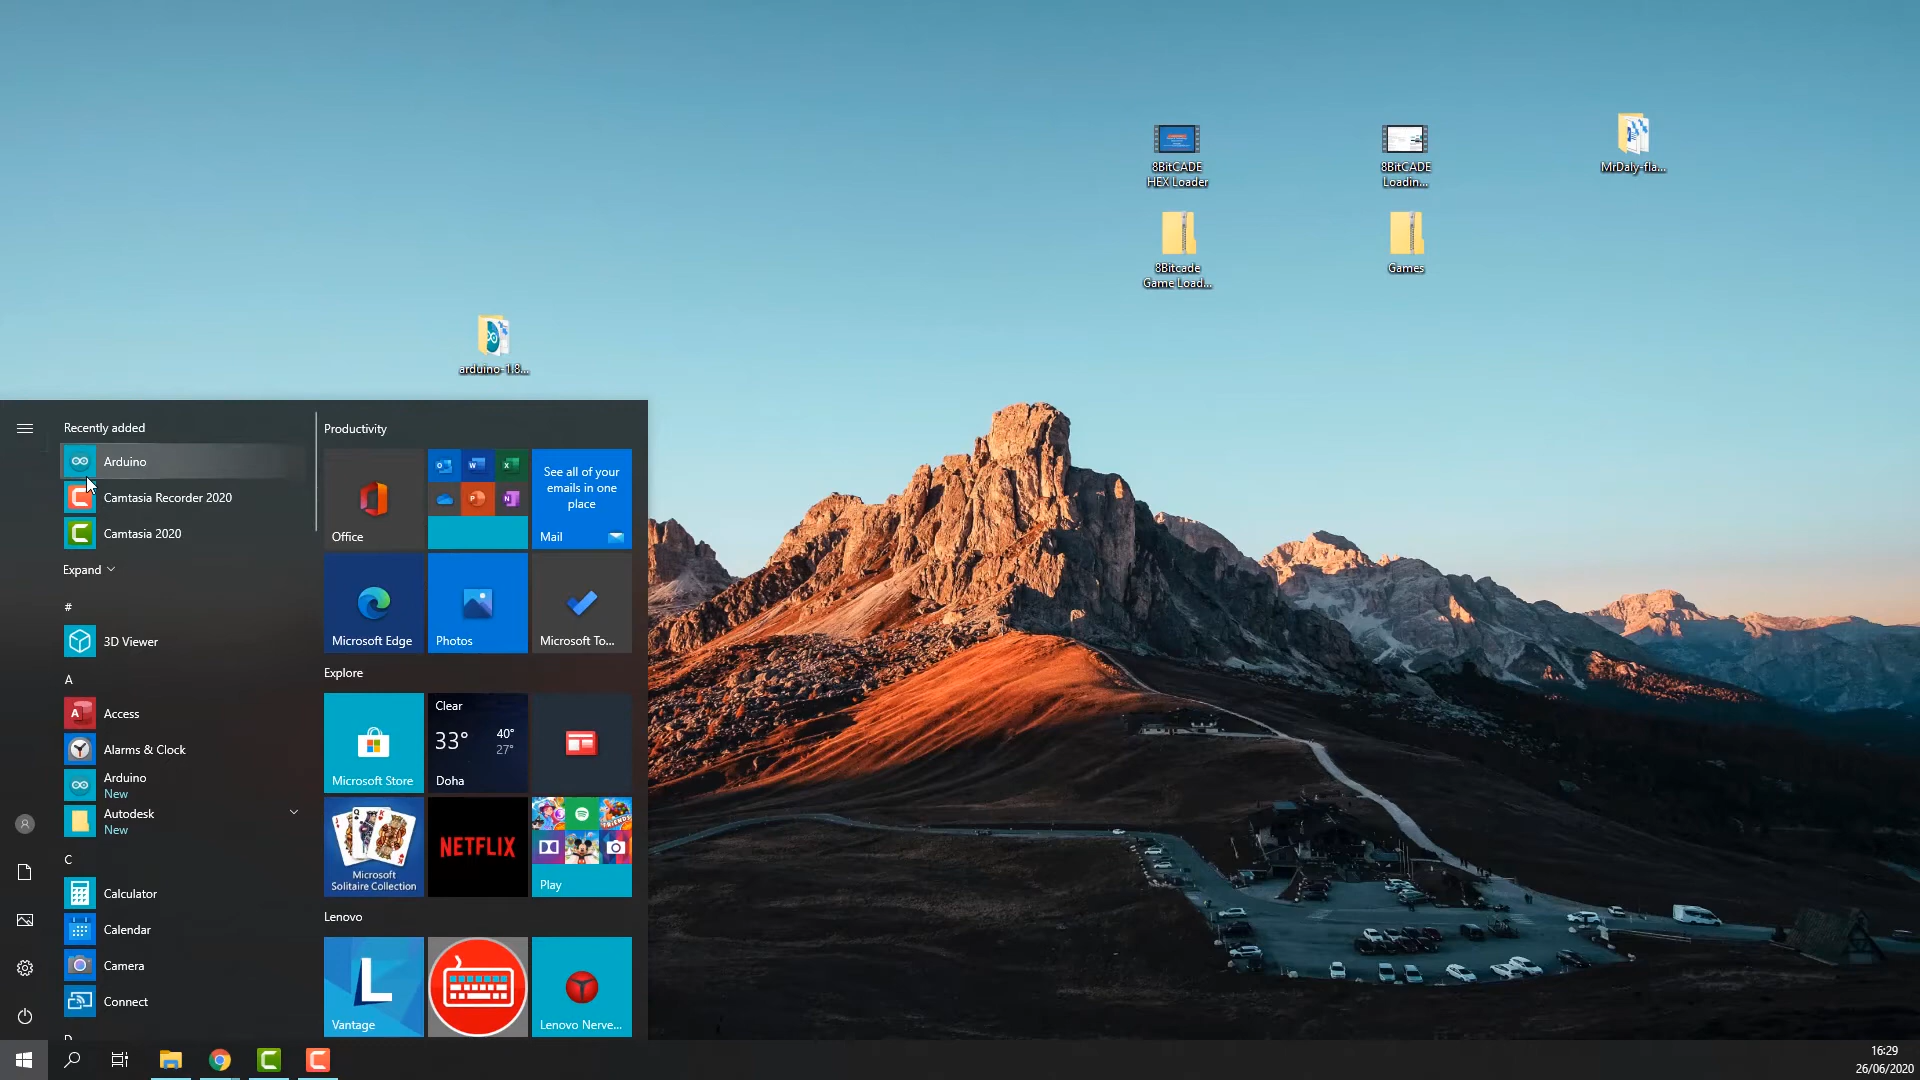 8BitCADE
HEX Loader
8BitCADE
Loadin...
MrDaly-fla...
8Bitcade
Game Load...
Games
arduino-1.8...
Recently added
Arduino
Camtasia Recorder 2020
Camtasia 2020
Expand
#
3D Viewer
A
Access
Alarms & Clock
Arduino
New
Autodesk
New
C
Calculator
Calendar
Camera
Connect
Productivity
Office
See all of your
emails in one
place
Mail
Microsoft Edge
Photos
Microsoft To...
Explore
Microsoft Store
Clear
33°
40°
27°
Doha
Microsoft
Solitaire Collection
NETFLIX
Play
Lenovo
L
Vantage
Lenovo Nerve...
16:29
26/06/2020